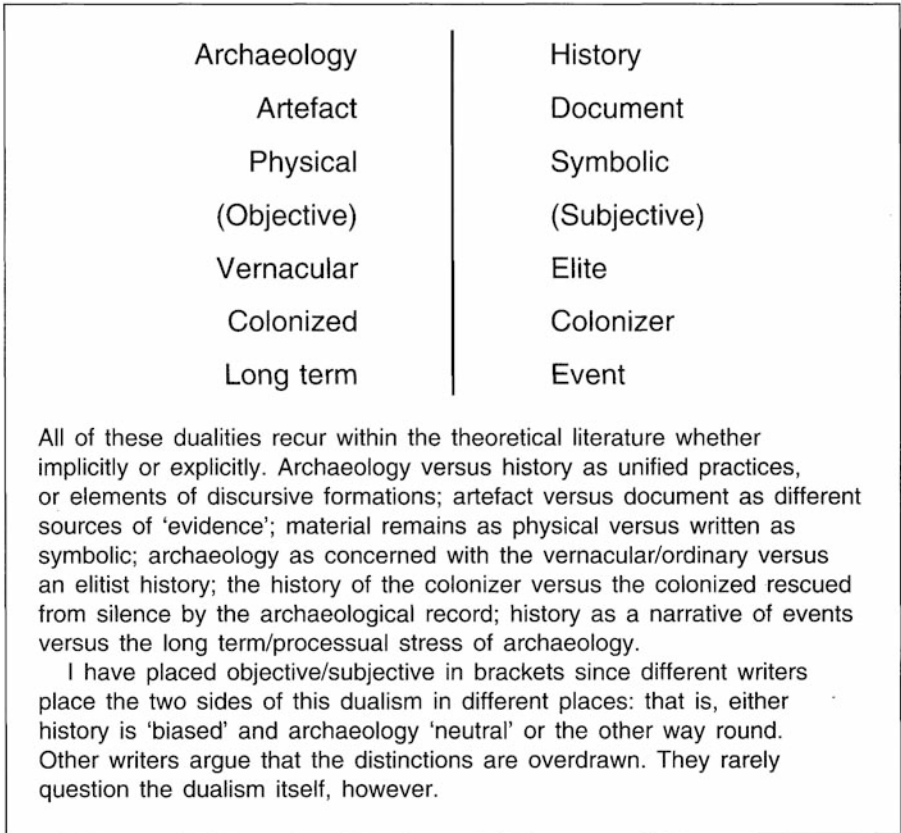 Archaeology History
Artefact Document
Physical Symbolic
(Objective) (Subjective)
Vernacular Elite
Colonized Colonizer
Long term Event
All of these dualities recur within the theoretical literature whether
implicitly or explicitly. Archaeology versus history as unified practices,
or elements of discursive formations; artefact versus document as different
sources of ‘evidence’; material remains as physical versus written as
symbolic; archaeology as concerned with the vernacular/ordinary versus
an elitist history; the history of the colonizer versus the colonized rescued
from silence by the archaeological record; history as a narrative of events
versus the long term/processual stress of archaeology.
I have placed objective/subjective in brackets since different writers
place the two sides of this dualism in different places: that is, either
history is ‘biased’ and archaeology ‘neutral’ or the other way round.
Other writers argue that the distinctions are overdrawn. They rarely
question the dualism itself, however.